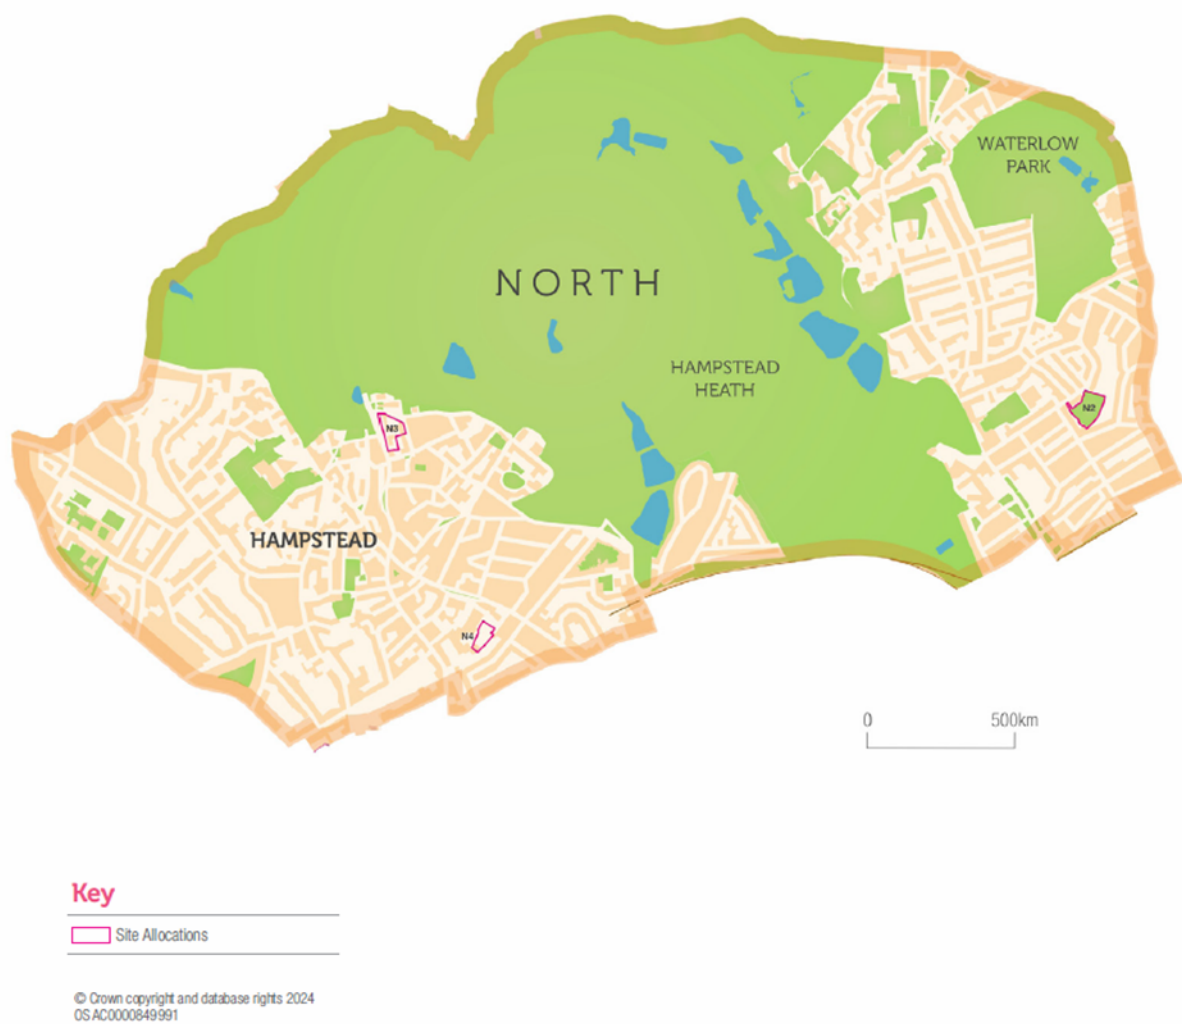 WATERLOW
PARK
NORTH
HAMPSTEAD
HEATH
N2
N3
HAMPSTEAD
N4
0 500km
Key
Site Allocations
© Crown copyright and database rights 2024
OS AC0000849991